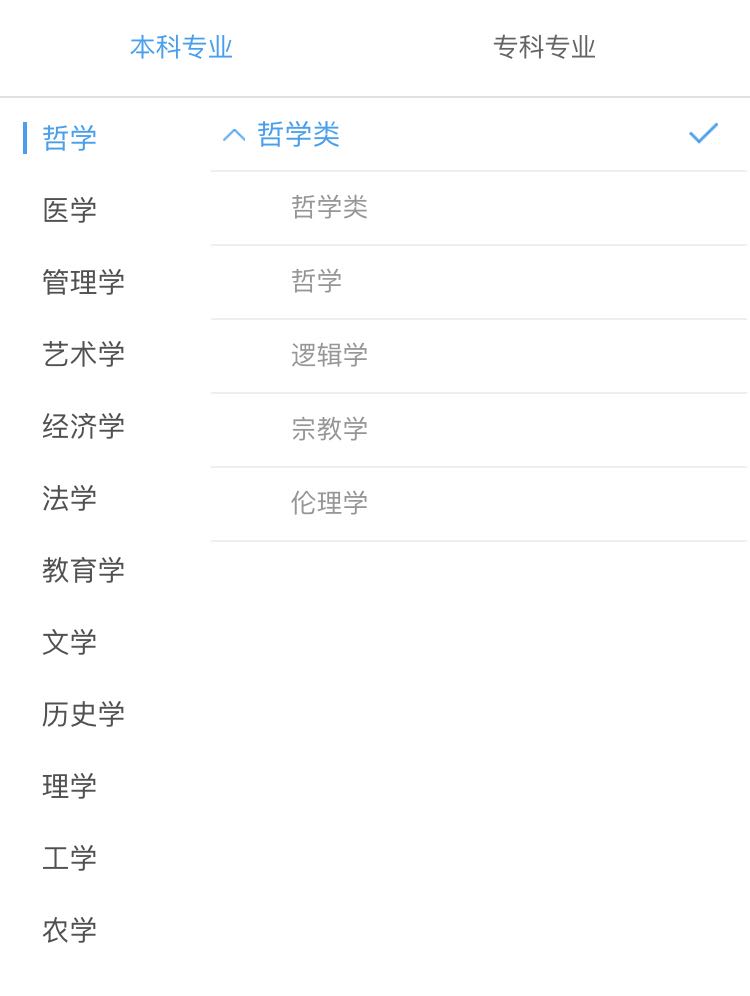 本科专业
专科专业
哲学
医学
管理学
艺术学
经济学
法学
教育学
文学
历史学
理学
工学
农学
哲学类
哲学类
哲学
逻辑学
宗教学
伦理学